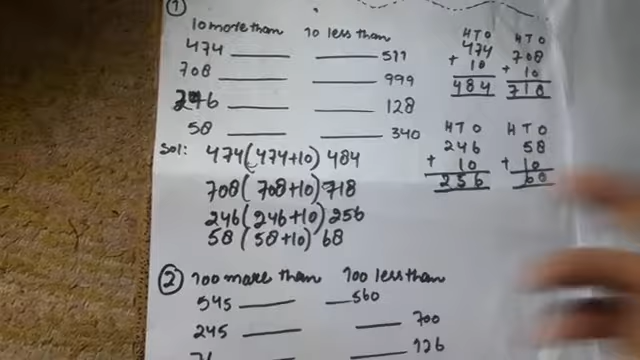 ①
10 more than 10 less than
474 ______ ______ 511
708 ______ ______ 999
246 ______ ______ 128
58 ______ ______ 340
Sol: 474(474+10) 484
708(708+10) 718
246(246+10) 256
58(58+10) 68
H T O
474
+ 10
484
H T O
708
+ 10
718
H T O
246
+ 10
256
H T O
58
+ 10
68
② 100 more than 100 less than
545 ______ ___560
245 ______ ______ 700
______ ______ 126